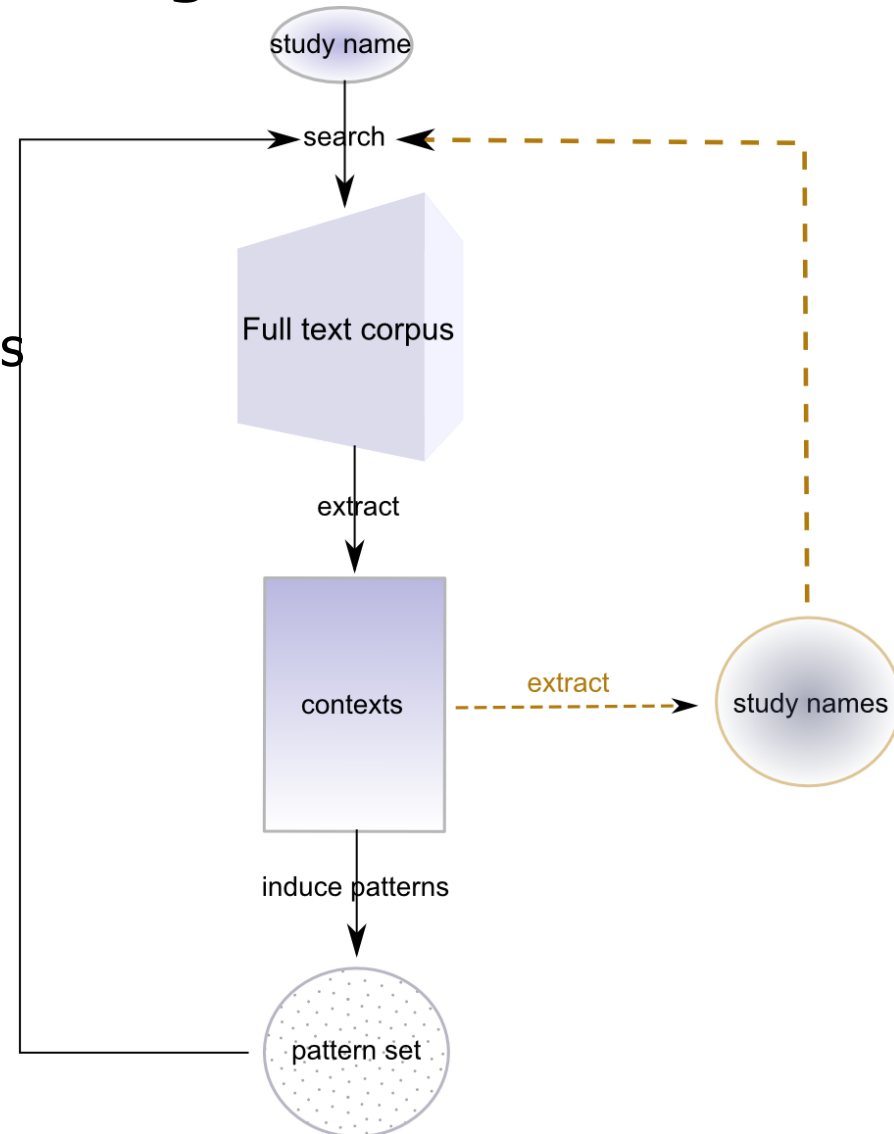 study name
search
s
Full text corpus
extract
contexts
extract
study names
induce patterns
pattern set